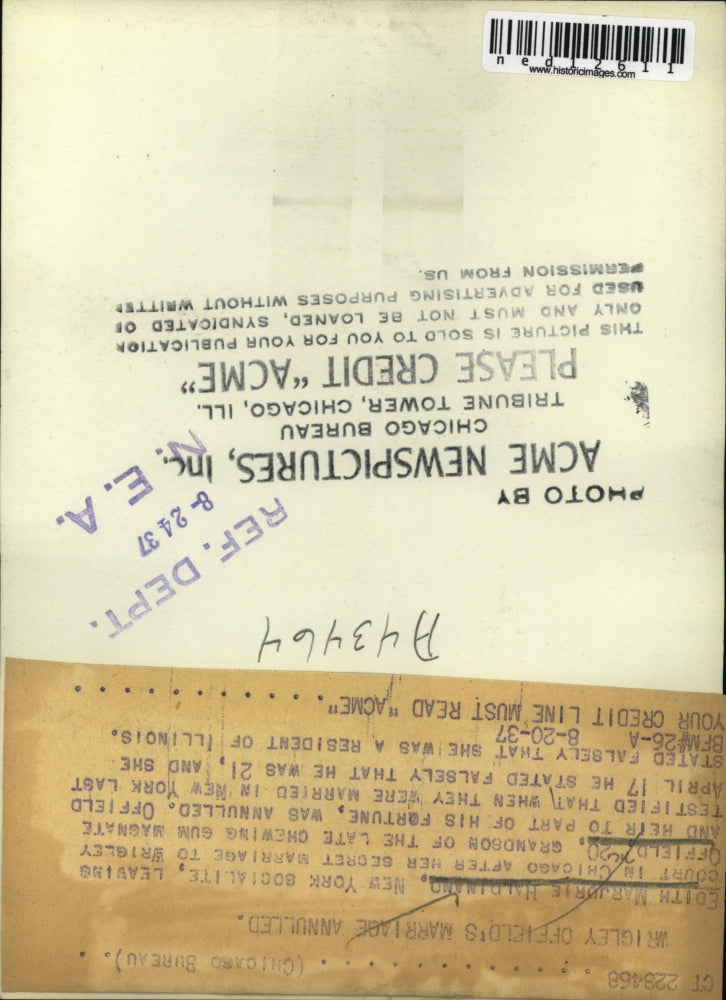 CT 223468 . . . . . . . . . . . (CHICAGO BUREAU).
WRIGLEY OFFIELD'S MARRIAGE ANNULLED.
EDITH MARJORIE HALDINAND, NEW YORK SOCIALITE, LEAVING
COURT IN CHICAGO AFTER HER SECRET MARRIAGE TO WRIGLEY
OFFIELD, 20, GRANDSON OF THE LATE CHEWING GUM MAGNATE
AND HEIR TO PART OF HIS FORTUNE, WAS ANNULLED. OFFIELD
TESTIFIED THAT WHEN THEY WERE MARRIED IN NEW YORK LAST
APRIL 17 HE STATED FALSELY THAT HE WAS 21, AND SHE
STATED FALSELY THAT SHE WAS A RESIDENT OF ILLINOIS.
BFM#26-A 8-20-37
YOUR CREDIT LINE MUST READ "ACME". . . . . . . . . . .
A43464
REF. DEPT.
8-24 37
N. E. A.
PHOTO BY
ACME NEWSPICTURES, Inc.
CHICAGO BUREAU
TRIBUNE TOWER, CHICAGO, ILL.
PLEASE CREDIT "ACME"
THIS PICTURE IS SOLD TO YOU FOR YOUR PUBLICATION
ONLY AND MUST NOT BE LOANED, SYNDICATED OR
USED FOR ADVERTISING PURPOSES WITHOUT WRITTEN
PERMISSION FROM US.
ned12611
www.historicimages.com